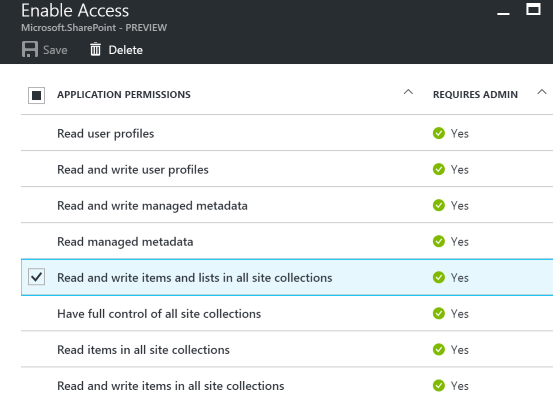 Enable Access
Microsoft.SharePoint - PREVIEW
Save Delete
APPLICATION PERMISSIONS REQUIRES ADMIN
Read user profiles Yes
Read and write user profiles Yes
Read and write managed metadata Yes
Read managed metadata Yes
Read and write items and lists in all site collections Yes
Have full control of all site collections Yes
Read items in all site collections Yes
Read and write items in all site collections Yes